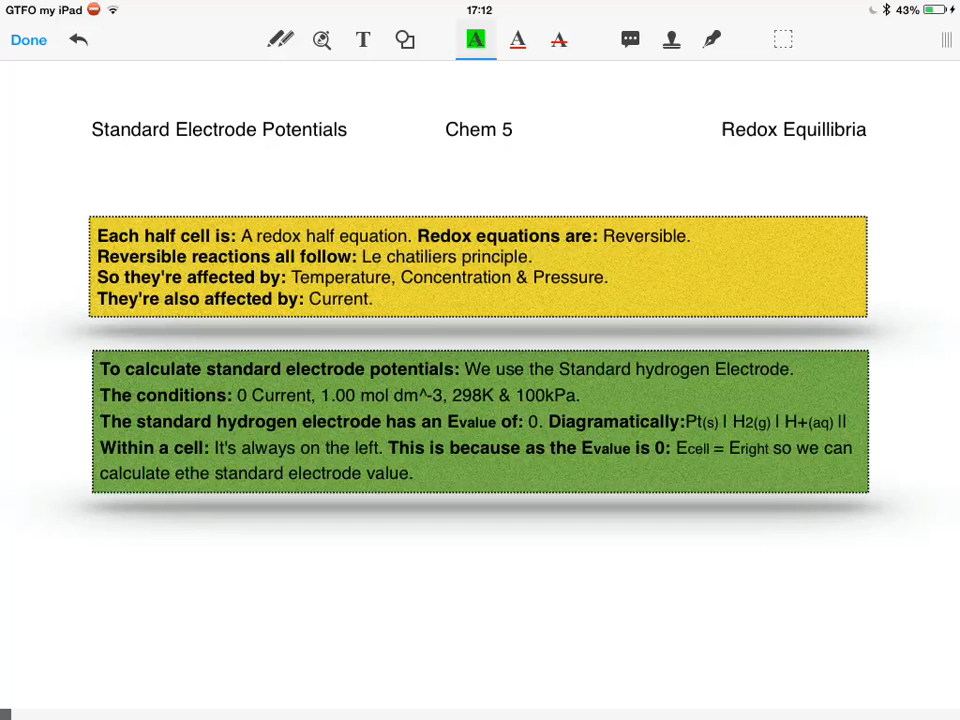 GTFO my iPad 17:12 43%
Done T A A A
Standard Electrode Potentials Chem 5 Redox Equillibria
Each half cell is: A redox half equation. Redox equations are: Reversible.
Reversible reactions all follow: Le chatiliers principle.
So they're affected by: Temperature, Concentration & Pressure.
They're also affected by: Current.
To calculate standard electrode potentials: We use the Standard hydrogen Electrode.
The conditions: 0 Current, 1.00 mol dm^-3, 298K & 100kPa.
The standard hydrogen electrode has an Evalue of: 0. Diagramatically:Pt(s) | H2(g) | H+(aq) ||
Within a cell: It's always on the left. This is because as the Evalue is 0: Ecell = Eright so we can
calculate ethe standard electrode value.